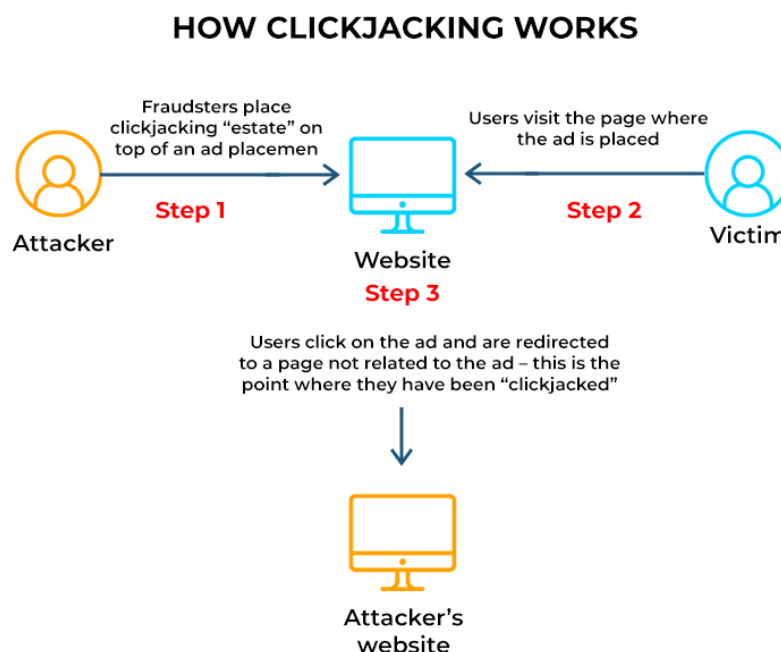 HOW CLICKJACKING WORKS
Fraudsters place
clickjacking “estate” on
top of an ad placemen
Step 1
Attacker
Users visit the page where
the ad is placed
Step 2
Victim
Website
Step 3
Users click on the ad and are redirected
to a page not related to the ad – this is the
point where they have been “clickjacked”
Attacker’s
website